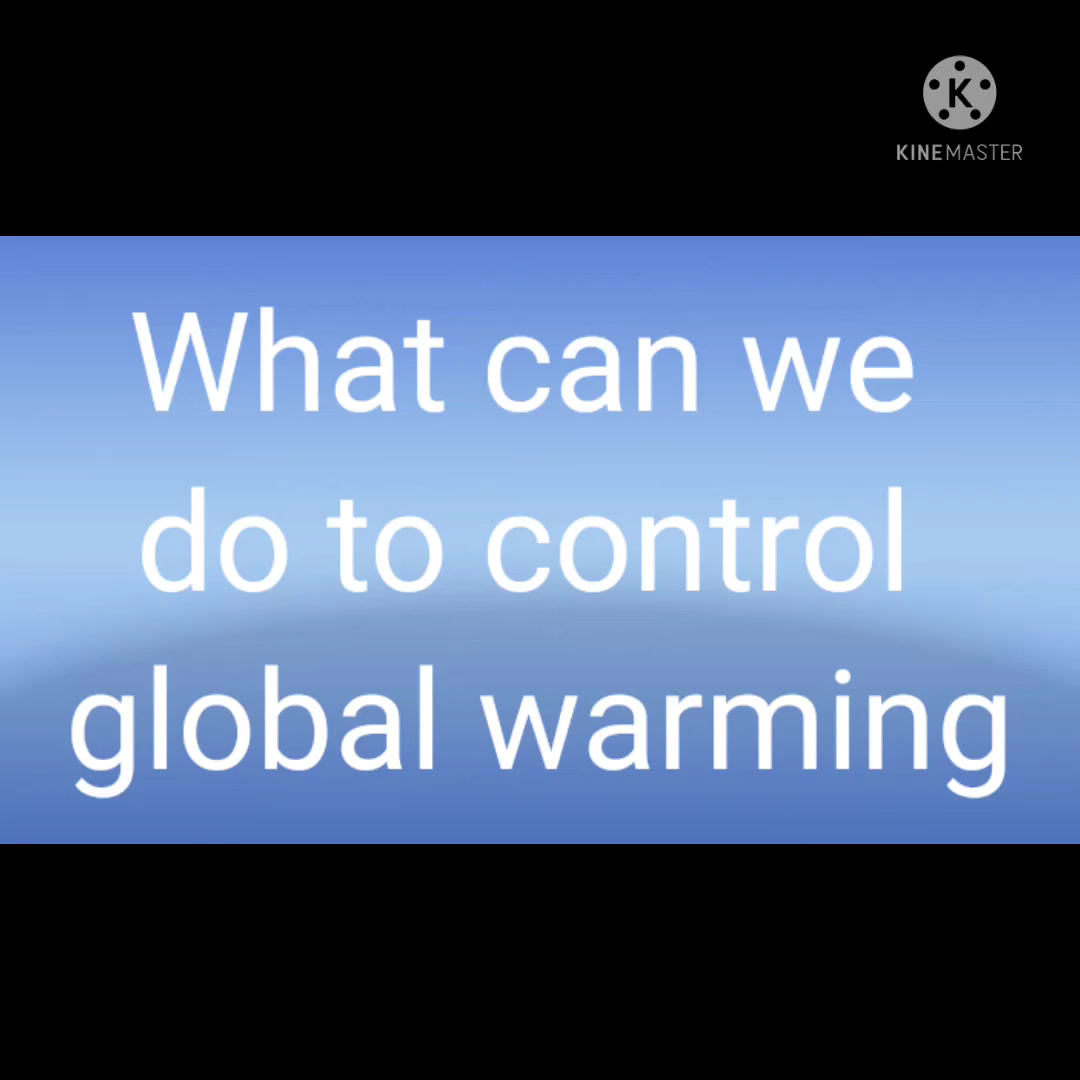 K
KINEMASTER
What can we
do to control
global warming